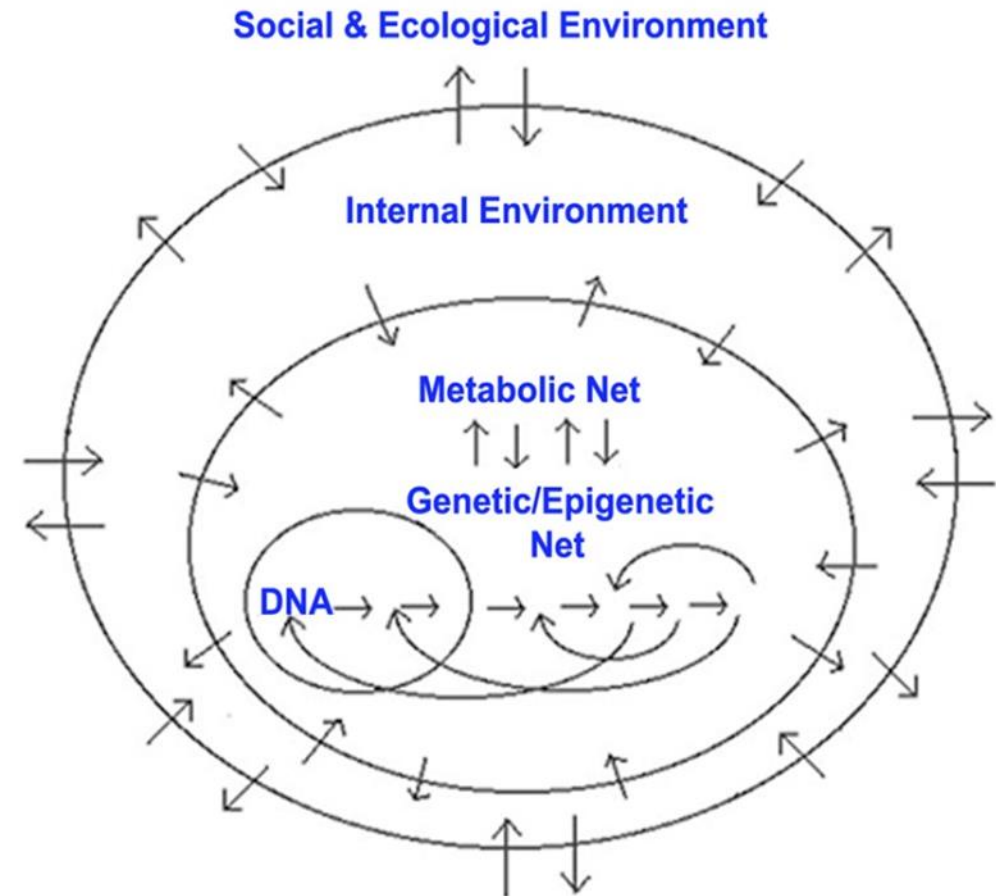 Social & Ecological Environment
Internal Environment
Metabolic Net
Genetic/Epigenetic
Net
DNA